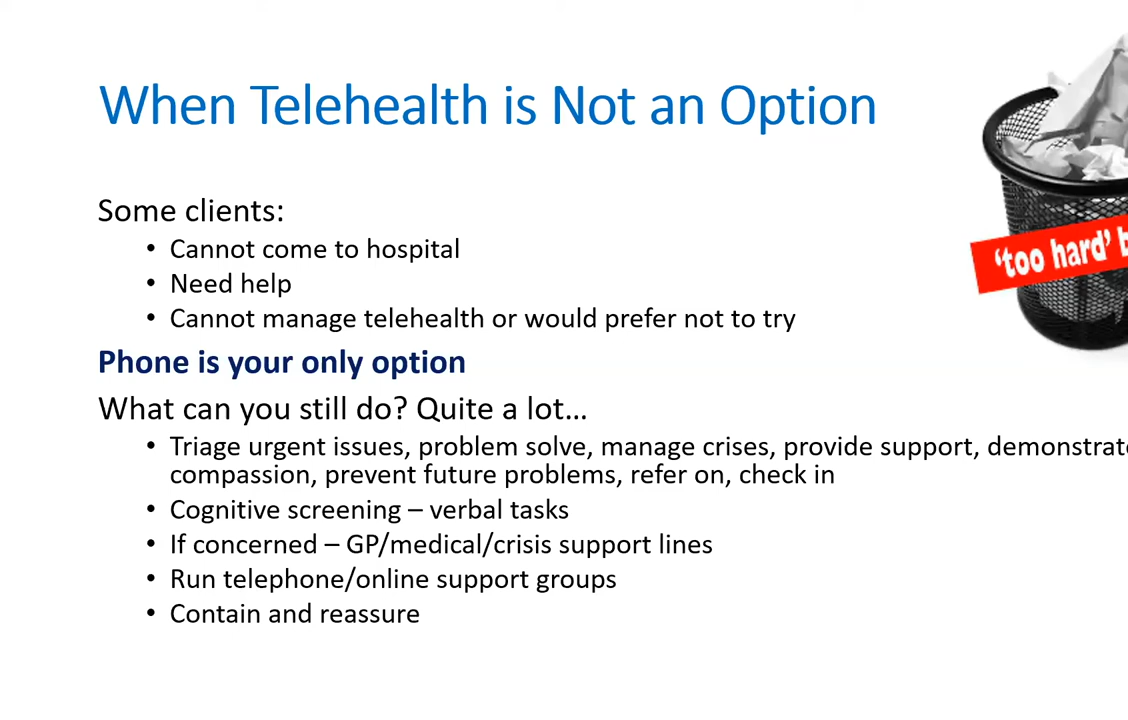 When Telehealth is Not an Option
'too hard'
Some clients:
• Cannot come to hospital
• Need help
• Cannot manage telehealth or would prefer not to try
Phone is your only option
What can you still do? Quite a lot…
• Triage urgent issues, problem solve, manage crises, provide support,
compassion, prevent future problems, refer on, check in
• Cognitive screening – verbal tasks
• If concerned – GP/medical/crisis support lines
• Run telephone/online support groups
• Contain and reassure